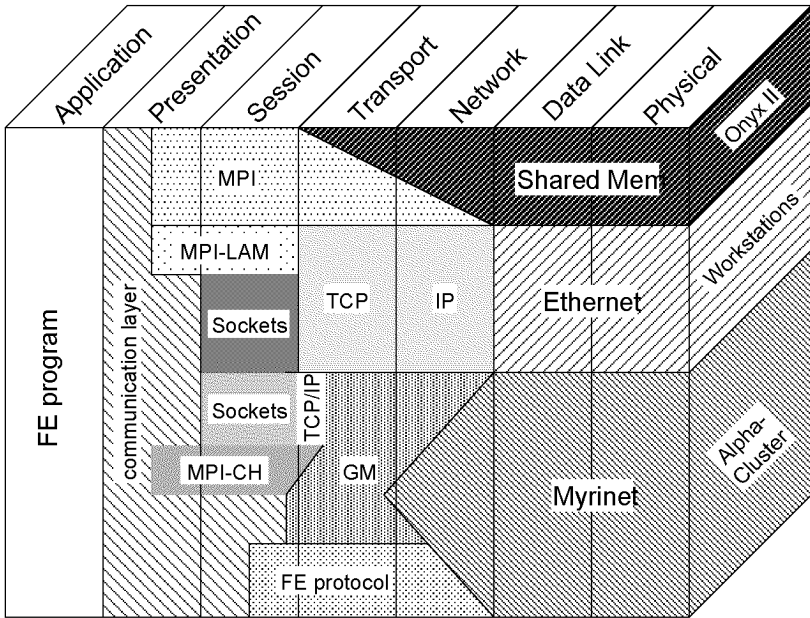 Application
Presentation
Session
Transport
Network
Data Link
Physical
Onyx II
MPI
Shared Mem
MPI-LAM
Workstations
TCP
IP
Ethernet
Sockets
FE program
communication layer
Sockets
TCP/IP
MPI-CH
GM
Myrinet
Alpha-
Cluster
FE protocol